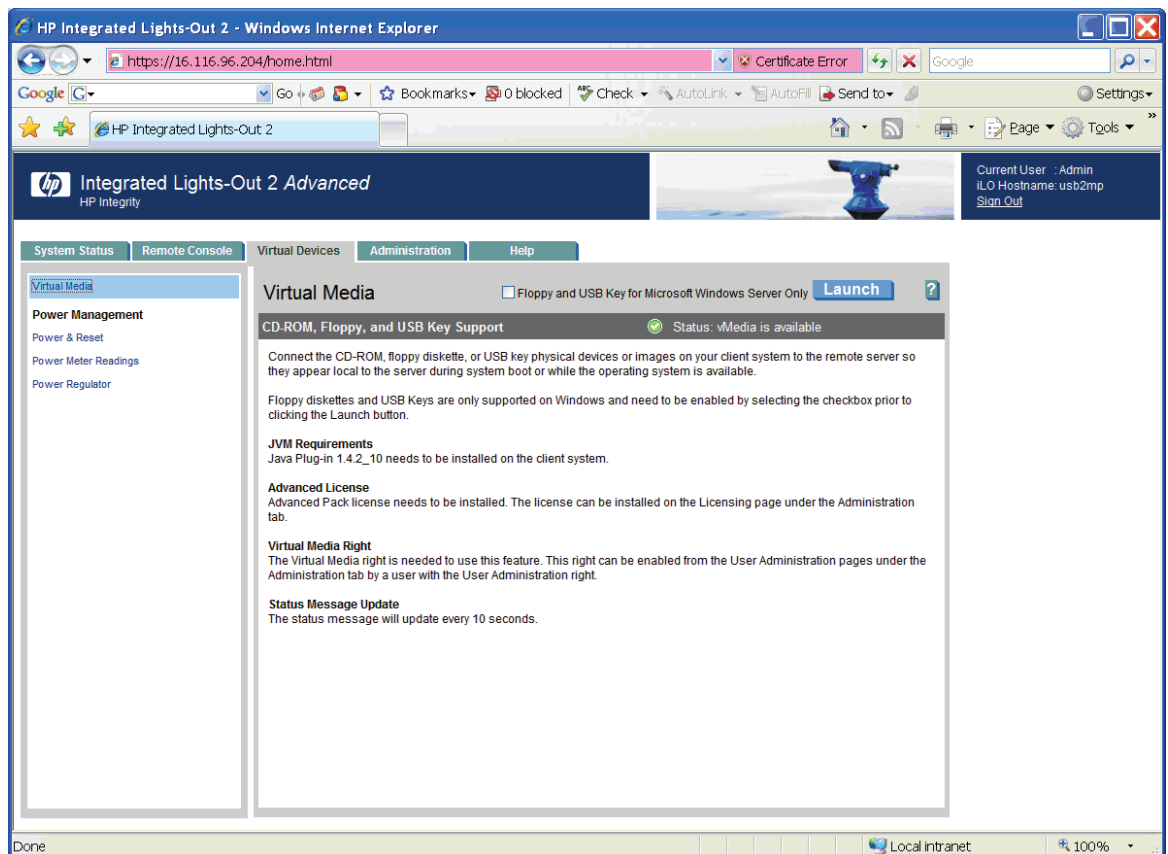 HP Integrated Lights-Out 2 - Windows Internet Explorer
https://16.116.96.204/home.html
Certificate Error
Google
Google
G
Go
Bookmarks
0 blocked
Check
AutoLink
AutoFill
Send to
Settings
HP Integrated Lights-Out 2
Page
Tools
hp
Integrated Lights-Out 2 Advanced
HP Integrity
Current User : Admin
iLO Hostname: usb2mp
Sign Out
System Status
Remote Console
Virtual Devices
Administration
Help
Virtual Media
Power Management
Power & Reset
Power Meter Readings
Power Regulator
Virtual Media
Floppy and USB Key for Microsoft Windows Server Only
Launch
?
CD-ROM, Floppy, and USB Key Support
Status: vMedia is available
Connect the CD-ROM, floppy diskette, or USB key physical devices or images on your client system to the remote server so
they appear local to the server during system boot or while the operating system is available.
Floppy diskettes and USB Keys are only supported on Windows and need to be enabled by selecting the checkbox prior to
clicking the Launch button.
JVM Requirements
Java Plug-in 1.4.2_10 needs to be installed on the client system.
Advanced License
Advanced Pack license needs to be installed. The license can be installed on the Licensing page under the Administration
tab.
Virtual Media Right
The Virtual Media right is needed to use this feature. This right can be enabled from the User Administration pages under the
Administration tab by a user with the User Administration right.
Status Message Update
The status message will update every 10 seconds.
Done
Local intranet
100%